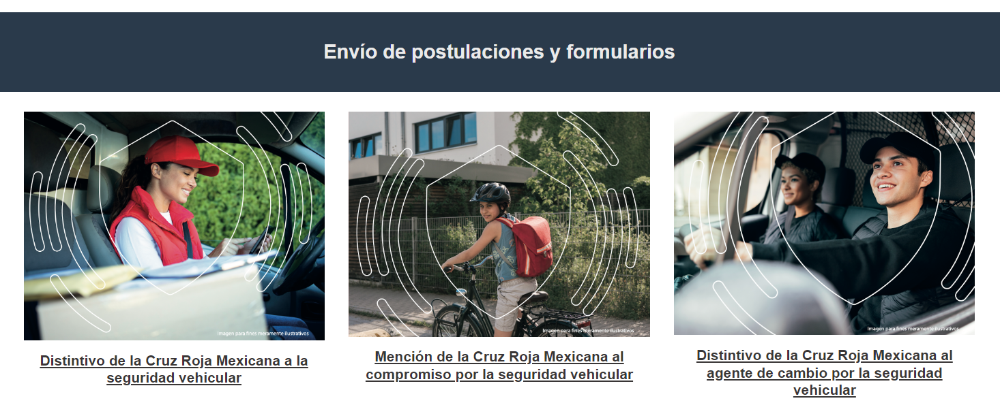 Envío de postulaciones y formularios
Imagen para fines meramente ilustrativos
Distintivo de la Cruz Roja Mexicana a la
seguridad vehicular
Imagen para fines meramente ilustrativos
Mención de la Cruz Roja Mexicana al
compromiso por la seguridad vehicular
Imagen para fines meramente ilustrativos
Distintivo de la Cruz Roja Mexicana al
agente de cambio por la seguridad
vehicular